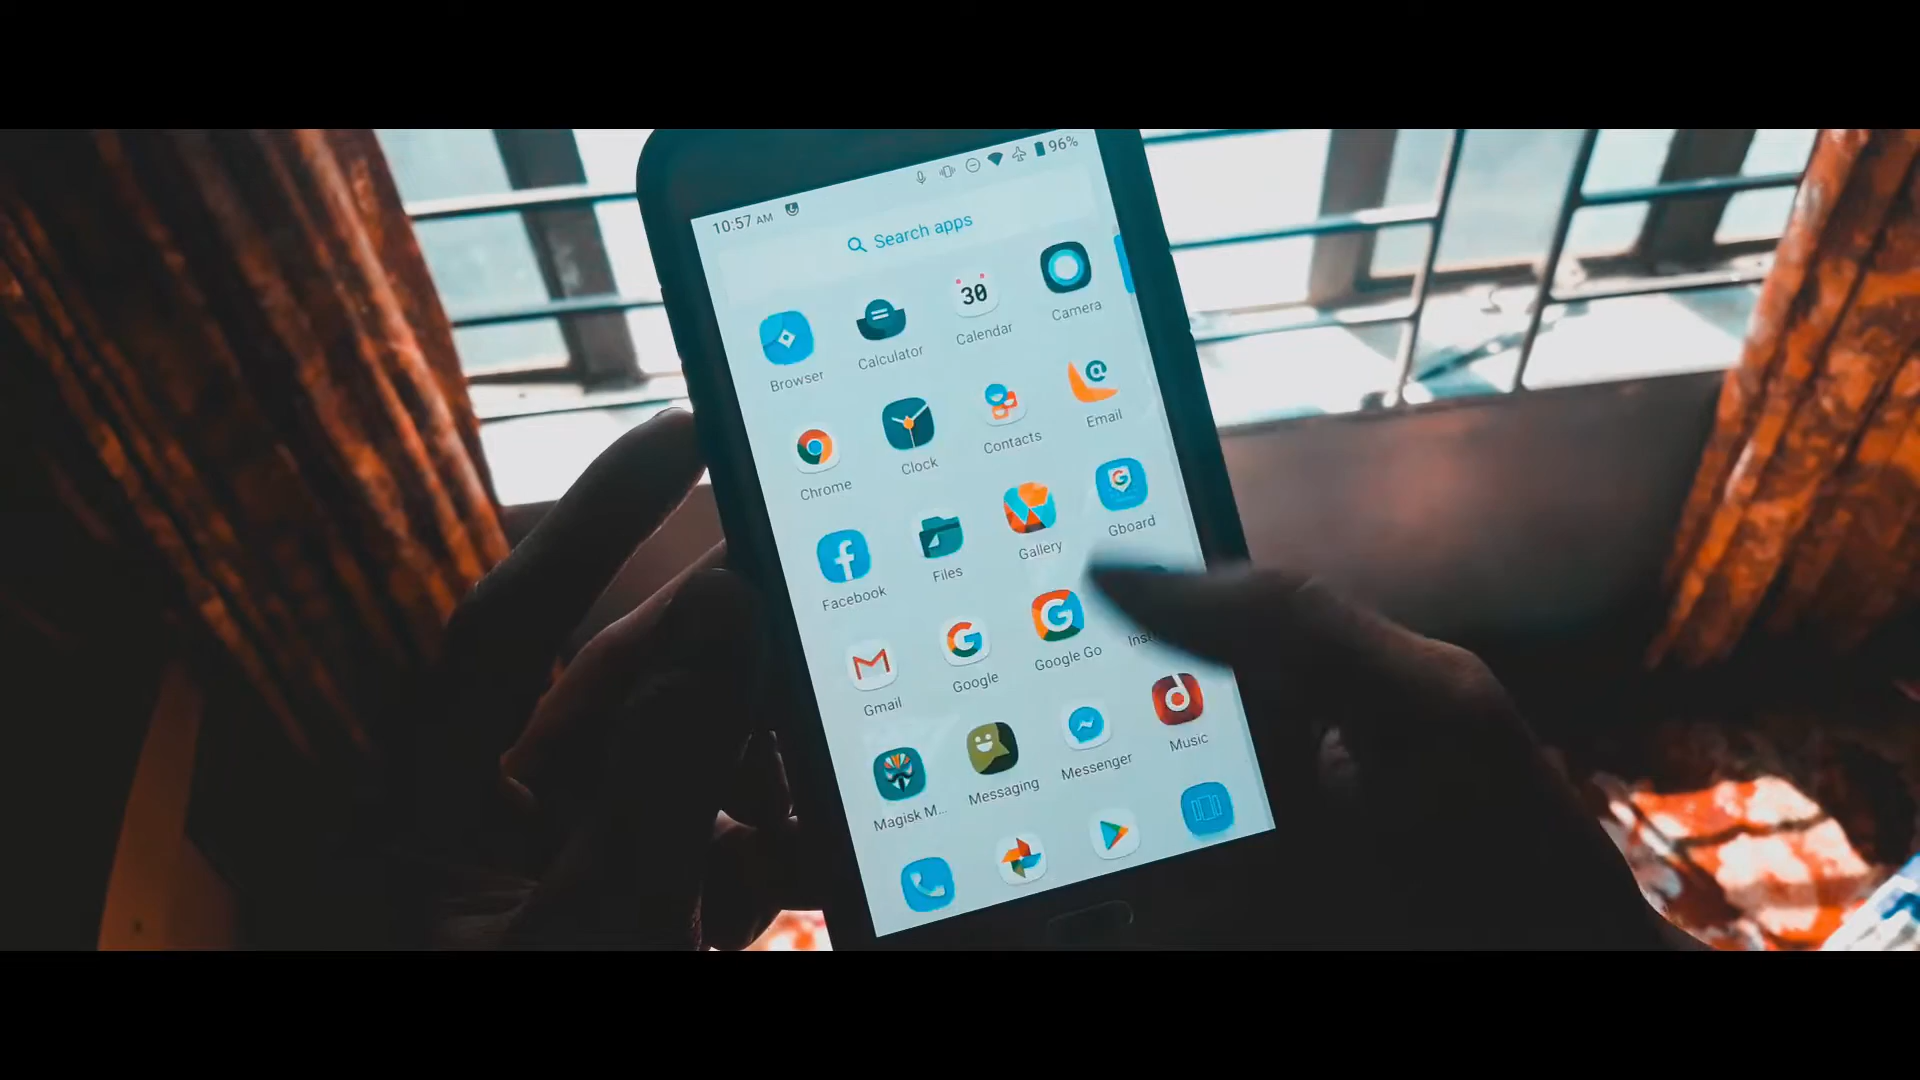 10:57 AM 96%
Search apps
Browser Calculator Calendar Camera
30
Chrome Clock Contacts Email
Facebook Files Gallery Gboard
Gmail Google Google Go
Magisk M... Messaging Messenger Music